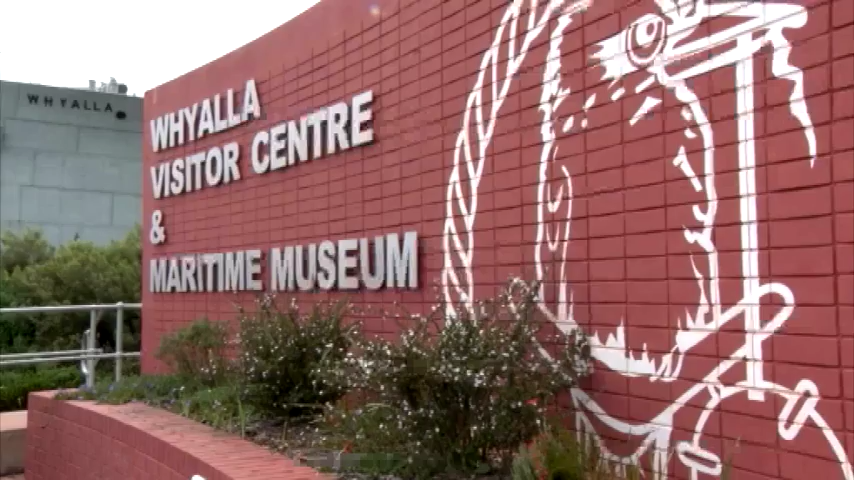 WHYALLA
WHYALLA
VISITOR CENTRE
&
MARITIME MUSEUM